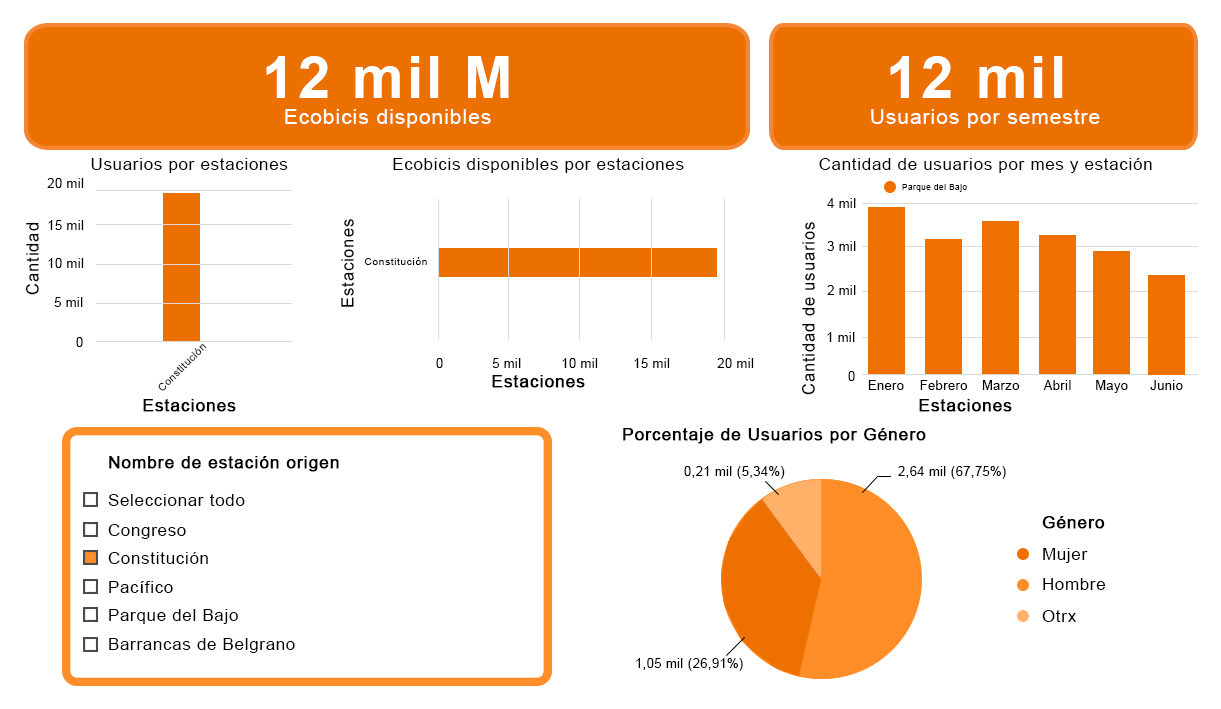 12 mil M
Ecobicis disponibles
12 mil
Usuarios por semestre
Usuarios por estaciones
Cantidad
20 mil
15 mil
10 mil
5 mil
0
Constitución
Estaciones
Ecobicis disponibles por estaciones
Estaciones
Constitución
0 5 mil 10 mil 15 mil 20 mil
Estaciones
Cantidad de usuarios por mes y estación
Parque del Bajo
Cantidad de usuarios
4 mil
3 mil
2 mil
1 mil
0
Enero Febrero Marzo Abril Mayo Junio
Estaciones
Nombre de estación origen
Seleccionar todo
Congreso
Constitución
Pacífico
Parque del Bajo
Barrancas de Belgrano
Porcentaje de Usuarios por Género
0,21 mil (5,34%)
2,64 mil (67,75%)
1,05 mil (26,91%)
Género
Mujer
Hombre
Otrx